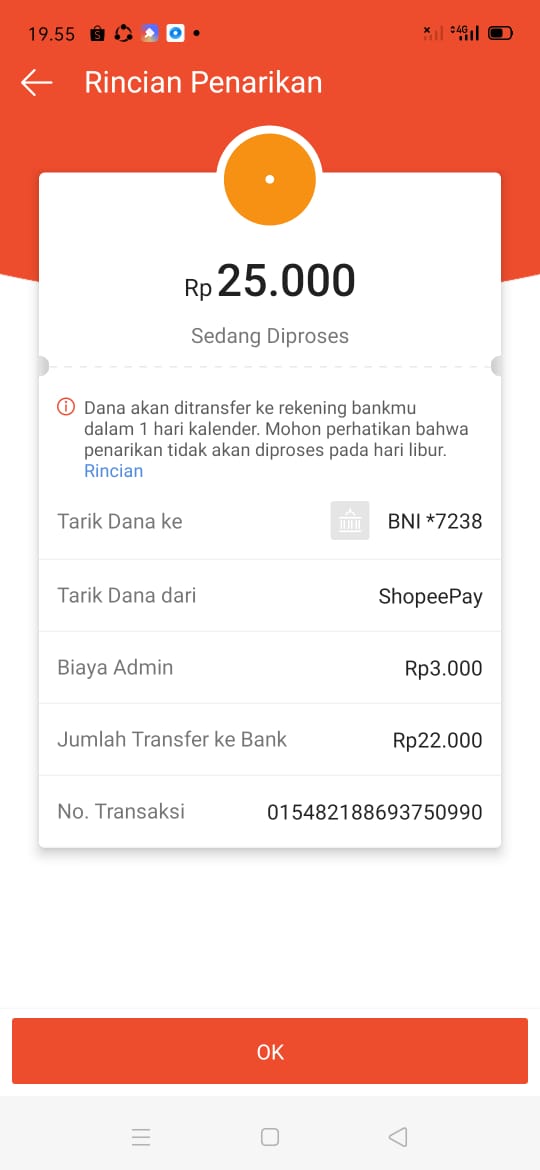 19.55
4G
Rincian Penarikan
Rp 25.000
Sedang Diproses
Dana akan ditransfer ke rekening bankmu
dalam 1 hari kalender. Mohon perhatikan bahwa
penarikan tidak akan diproses pada hari libur.
Rincian
Tarik Dana ke BNI *7238
Tarik Dana dari ShopeePay
Biaya Admin Rp3.000
Jumlah Transfer ke Bank Rp22.000
No. Transaksi 015482188693750990
OK